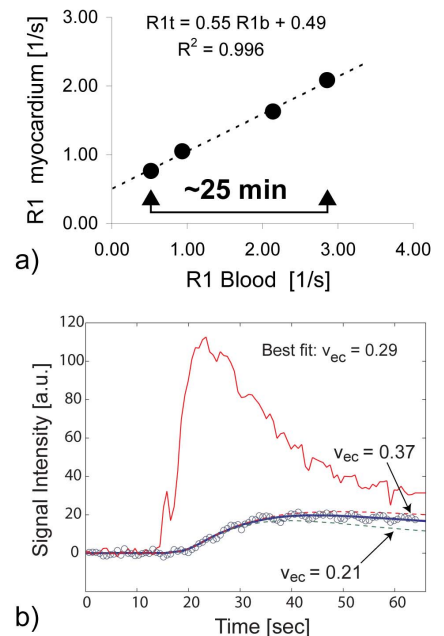 R1t = 0.55 R1b + 0.49
R² = 0.996
R1 myocardium [1/s]
2.00
1.00
0.00
~25 min
0.00 1.00 2.00 3.00 4.00
R1 Blood [1/s]
a)
120
100
80
60
40
20
0
Signal Intensity [a.u.]
Best fit: vec = 0.29
vec = 0.37
vec = 0.21
0 10 20 30 40 50 60
Time [sec]
b)